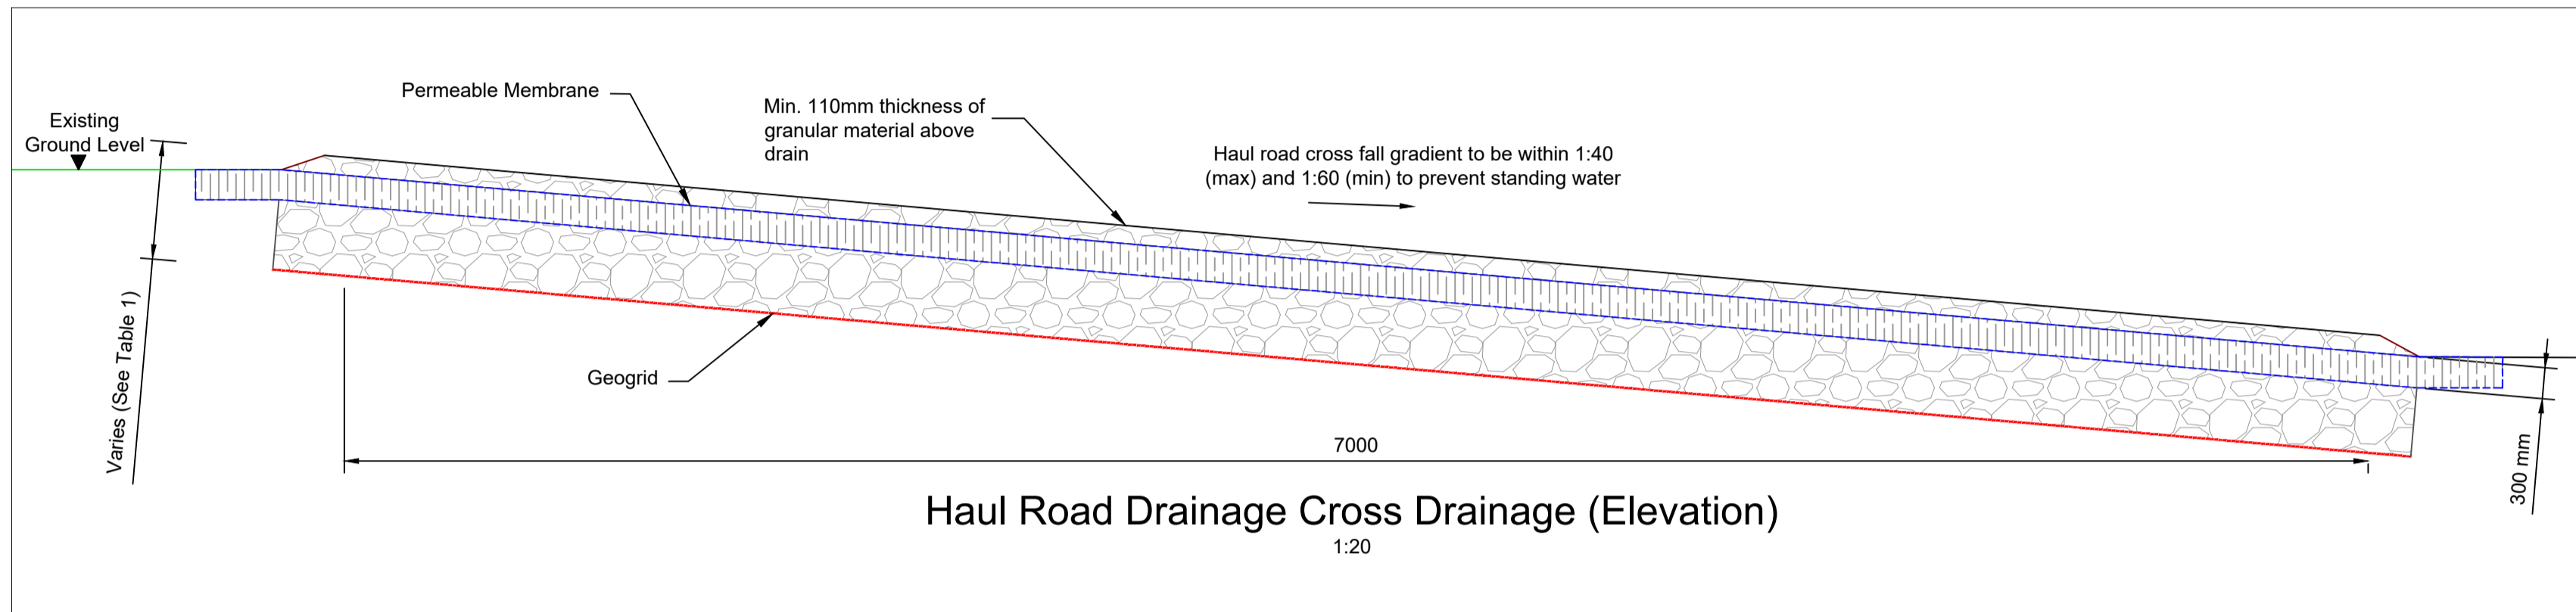 Existing
Ground Level
Permeable Membrane
Min. 110mm thickness of
granular material above
drain
Haul road cross fall gradient to be within 1:40
(max) and 1:60 (min) to prevent standing water
Varies (See Table 1)
Geogrid
7000
300 mm
Haul Road Drainage Cross Drainage (Elevation)
1:20